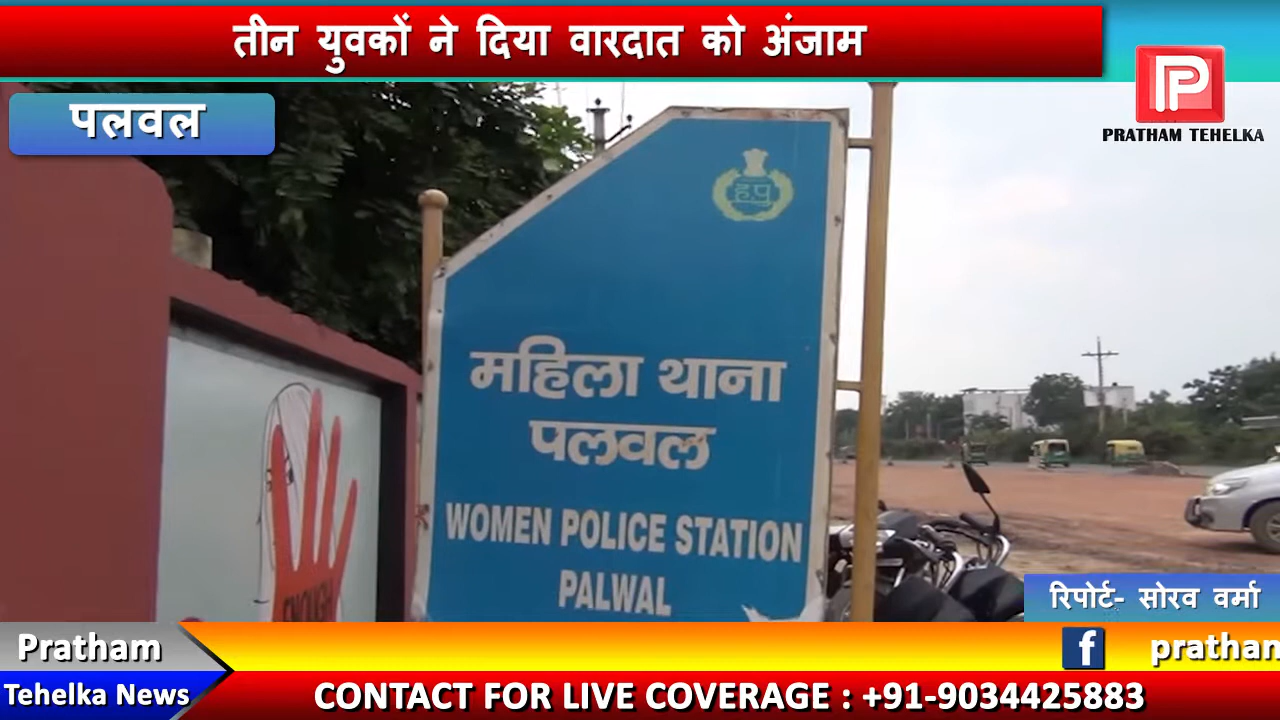 तीन युवकों ने दिया वारदात को अंजाम
PRATHAM TEHELKA
पलवल
ह.पु
महिला थाना
पलवल
WOMEN POLICE STATION
PALWAL
ENOUGH
रिपोर्ट- सोरव वर्मा
Pratham
Tehelka News
f prathan
CONTACT FOR LIVE COVERAGE : +91-9034425883